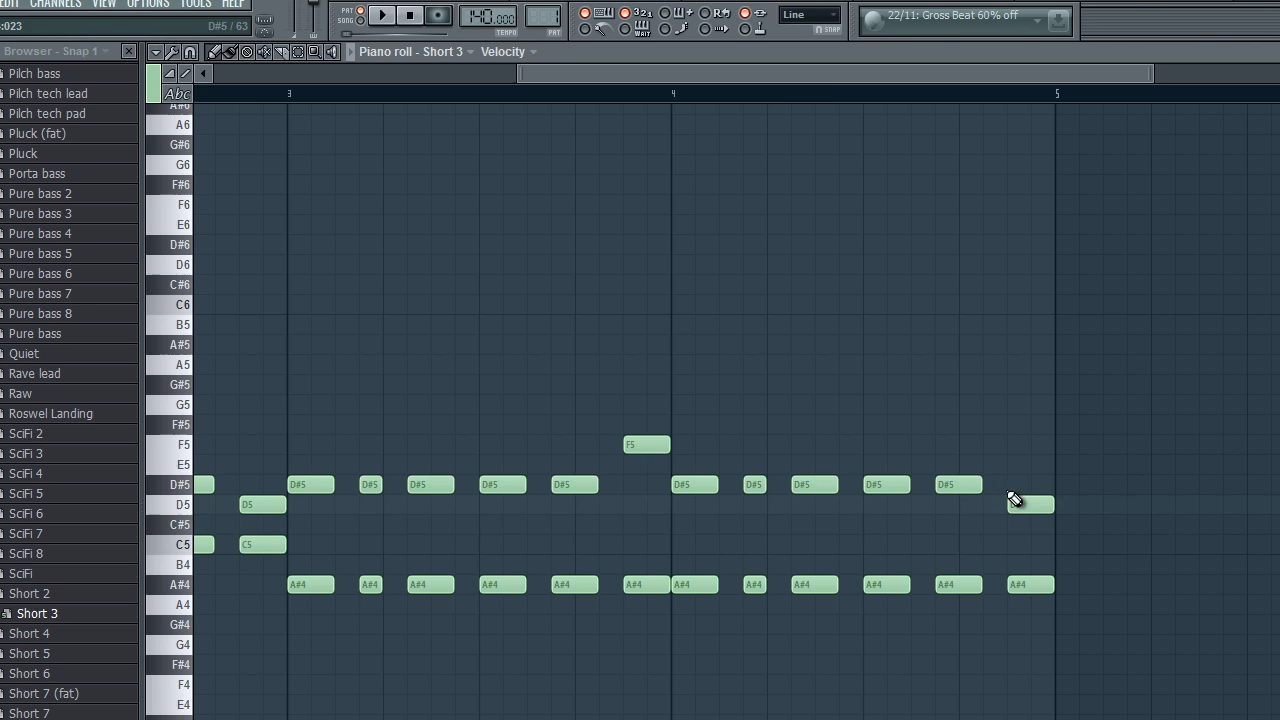 EDIT CHANNELS VIEW OPTIONS TOOLS HELP
:023 D#5 / 63
PAT
SONG
140.000
TEMPO PAT
321
WAIT
Line
SNAP
22/11: Gross Beat 60% off
Browser - Snap 1
Piano roll - Short 3 Velocity
Abc
3 4 5
Pilch bass
Pilch tech lead
Pilch tech pad
Pluck (fat)
Pluck
Porta bass
Pure bass 2
Pure bass 3
Pure bass 4
Pure bass 5
Pure bass 6
Pure bass 7
Pure bass 8
Pure bass
Quiet
Rave lead
Raw
Roswel Landing
SciFi 2
SciFi 3
SciFi 4
SciFi 5
SciFi 6
SciFi 7
SciFi 8
SciFi
Short 2
Short 3
Short 4
Short 5
Short 6
Short 7 (fat)
Short 7
A#6
A6
G#6
G6
F#6
F6
E6
D#6
D6
C#6
C6
B5
A#5
A5
G#5
G5
F#5
F5 F5
E5
D#5 D#5 D#5 D#5 D#5 D#5 D#5 D#5 D#5 D#5 D#5
D5 D5
C#5
C5 C5
B4
A#4 A#4 A#4 A#4 A#4 A#4 A#4 A#4 A#4 A#4 A#4 A#4 A#4
A4
G#4
G4
F#4
F4
E4